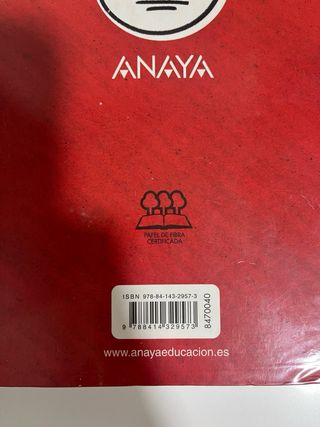 ANAYA
PAPEL DE FIBRA
CERTIFICADA
ISBN 978-84-143-2957-3
9 788414 329573
8470040
www.anayaeducacion.es